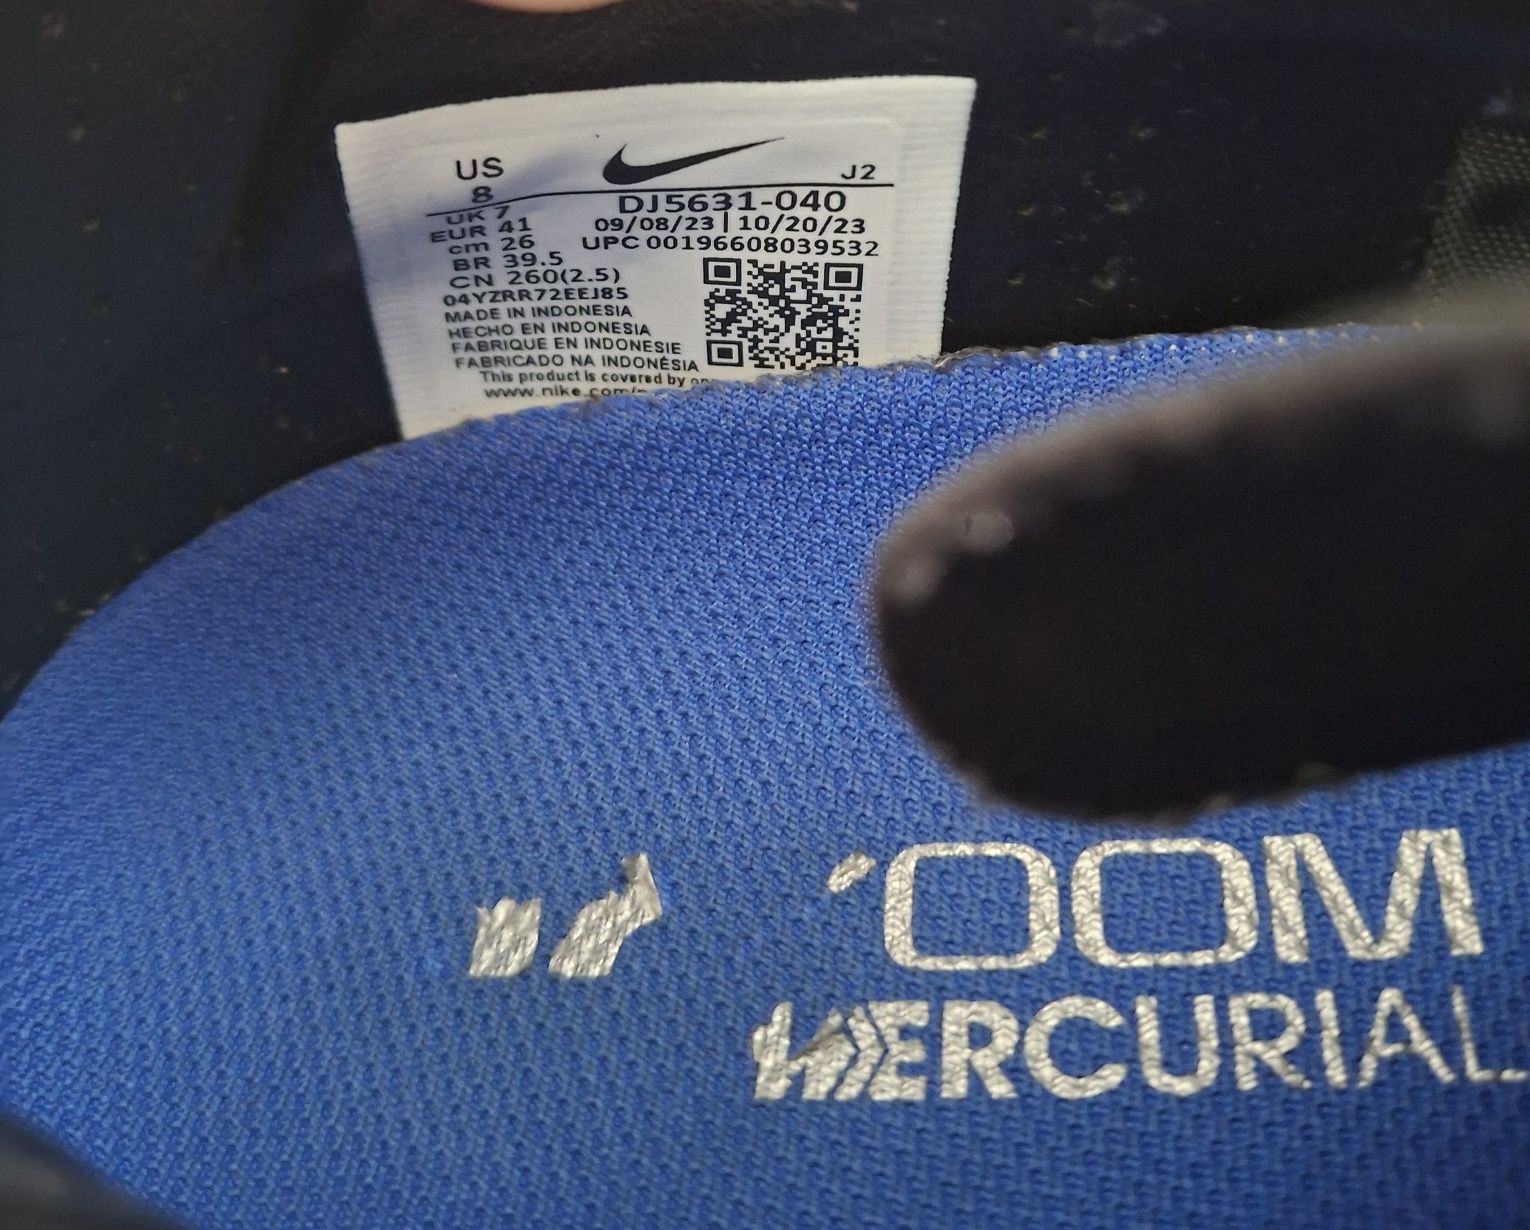 US
8
J2
UK 7
EUR 41
cm 26
BR 39.5
CN 260(2.5)
DJ5631-040
09/08/23 | 10/20/23
UPC 00196608039532
04YZRR72EEJ85
MADE IN INDONESIA
HECHO EN INDONESIA
FABRIQUE EN INDONESIE
FABRICADO NA INDONÉSIA
This product is covered by
www.nike.com/
OOM
MERCURIAL